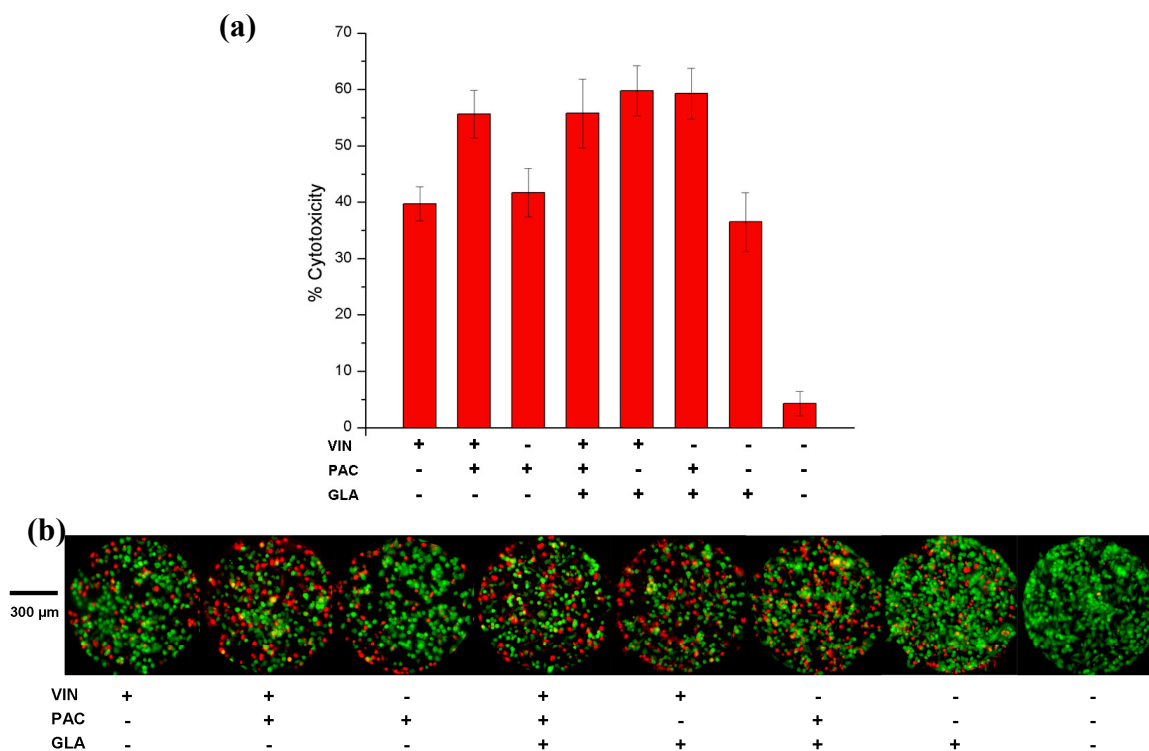 (a)
70
60
50
40
30
20
10
0
% Cytotoxicity
VIN + + - + + - - -
PAC - + + + - + - -
GLA - - - + + + + -
(b)
300 µm
VIN + + - + + - - -
PAC - + + + - + - -
GLA - - - + + + + -